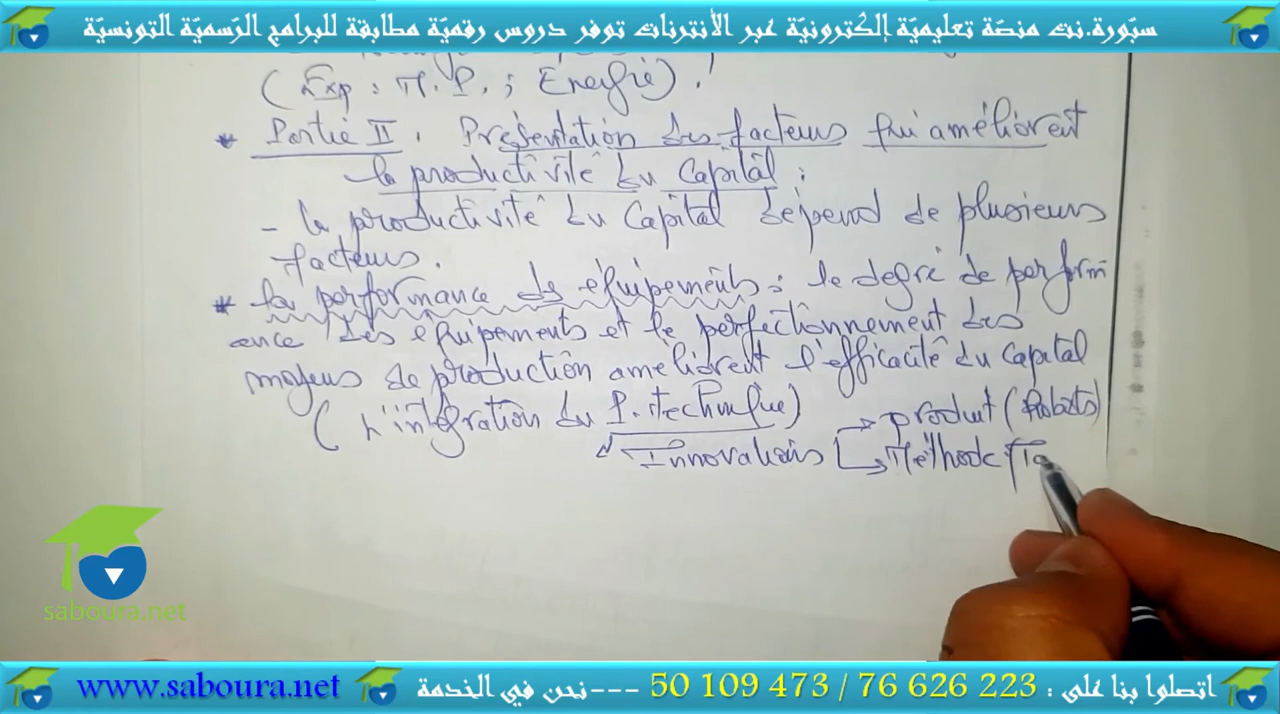 سبّورة.نت منصّة تعليميّة إلكترونيّة عبر الأنترنات توفر دروس رقميّة مطابقة للبرامج الرّسميّة التونسيّة
(Exp : M.P. ; Énergie).
* Partie II. Présentation des facteurs qui améliorent
la productivité du Capital :
- la productivité du Capital dépend de plusieurs
facteurs.
* la performance des équipements : le degré de perform
ance des équipements et le perfectionnement des
moyens de production améliorent l'efficacité du Capital
(L'intégration du P. technique) → product (Robots)
Innovations → Méthode (Ta
saboura.net
www.saboura.net اتصلوا بنا على : 223 626 76 / 473 109 50 ---نحن في الخدمة